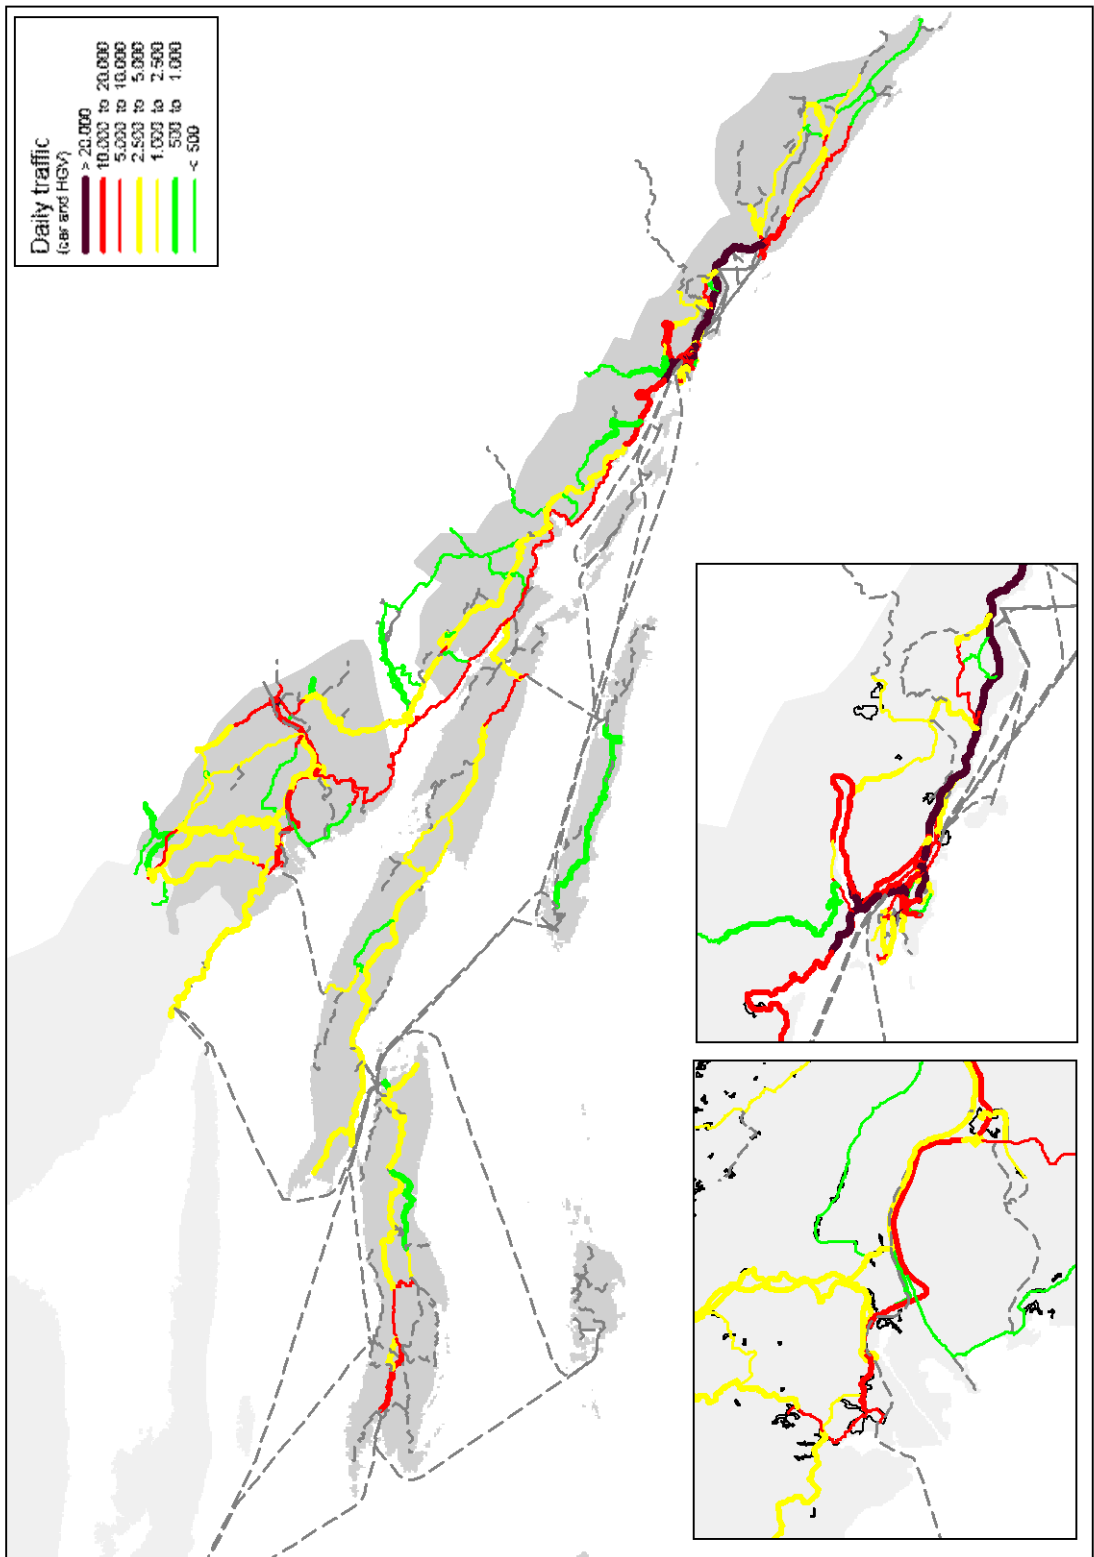 Daily traffic
(car and HGV)
> 20.000
10.000 to 20.000
5.000 to 10.000
2.500 to 5.000
1.000 to 2.500
500 to 1.000
< 500